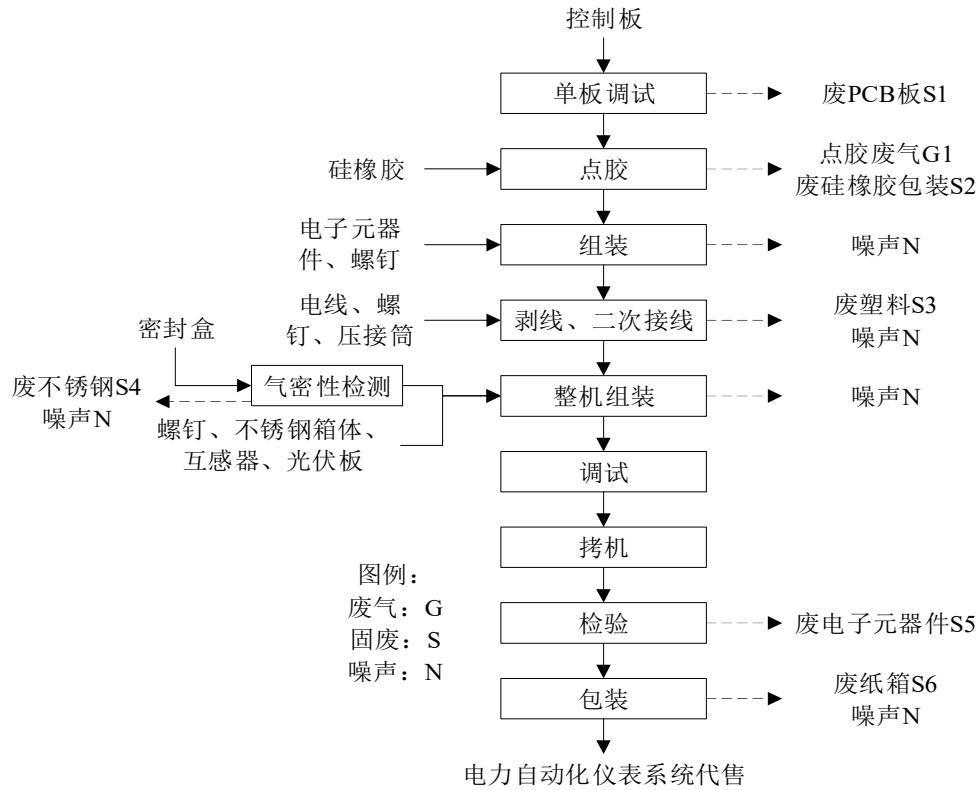 控制板
单板调试
废PCB板S1
硅橡胶
点胶
点胶废气G1
废硅橡胶包装S2
电子元器
件、螺钉
组装
噪声N
电线、螺
钉、压接筒
剥线、二次接线
废塑料S3
噪声N
密封盒
气密性检测
废不锈钢S4
噪声N
整机组装
噪声N
螺钉、不锈钢箱体、
互感器、光伏板
调试
拷机
图例：
废气：G
固废：S
噪声：N
检验
废电子元器件S5
包装
废纸箱S6
噪声N
电力自动化仪表系统代售